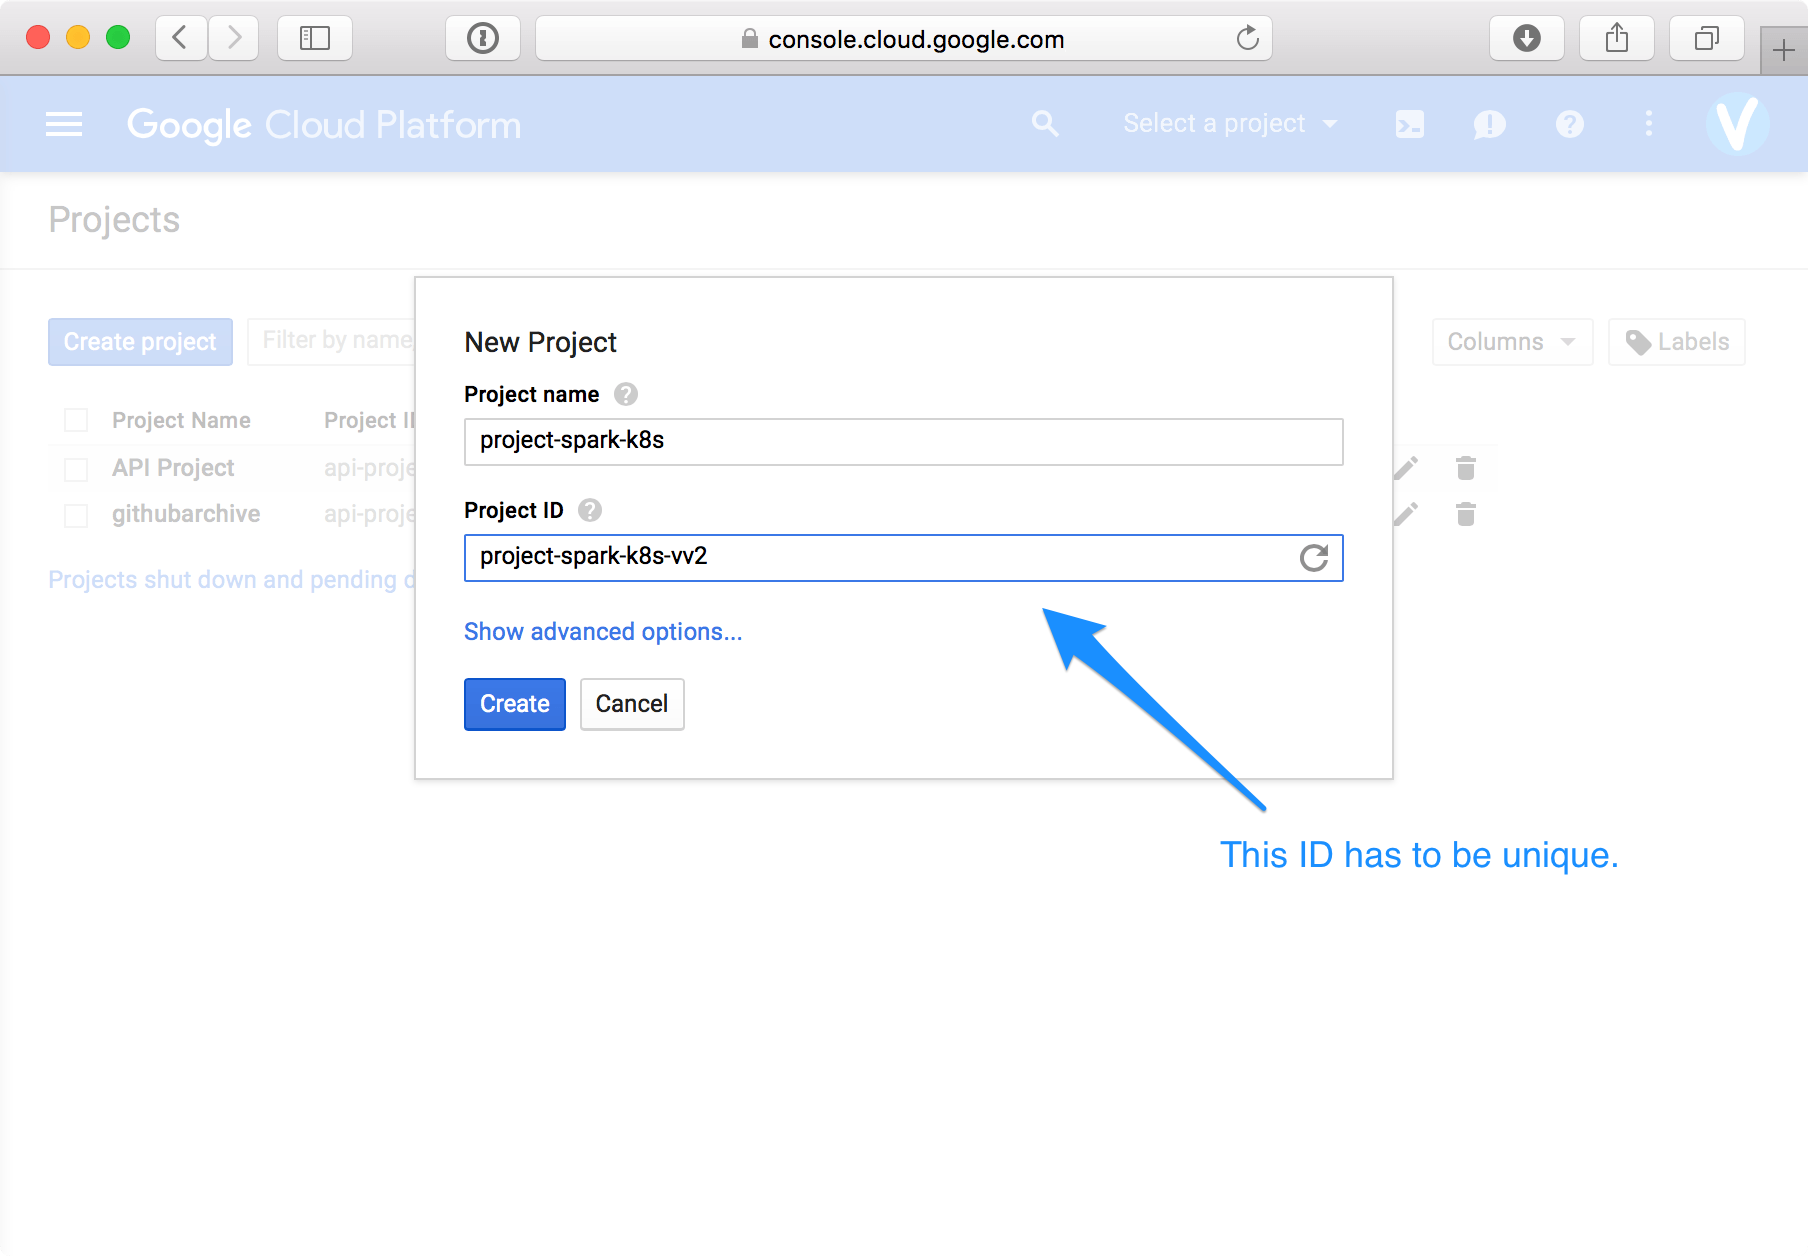 console.cloud.google.com
Google Cloud Platform
Select a project
Projects
Create project
Filter by name,
Columns
Labels
Project Name
Project ID
API Project
api-proje
githubarchive
api-proje
Projects shut down and pending d
New Project
Project name
project-spark-k8s
Project ID
project-spark-k8s-vv2
Show advanced options...
Create
Cancel
This ID has to be unique.